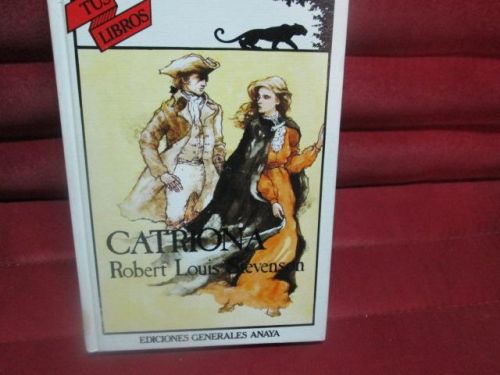 TUS
LIBROS
CATRIONA
Robert Louis Stevenson
EDICIONES GENERALES ANAYA